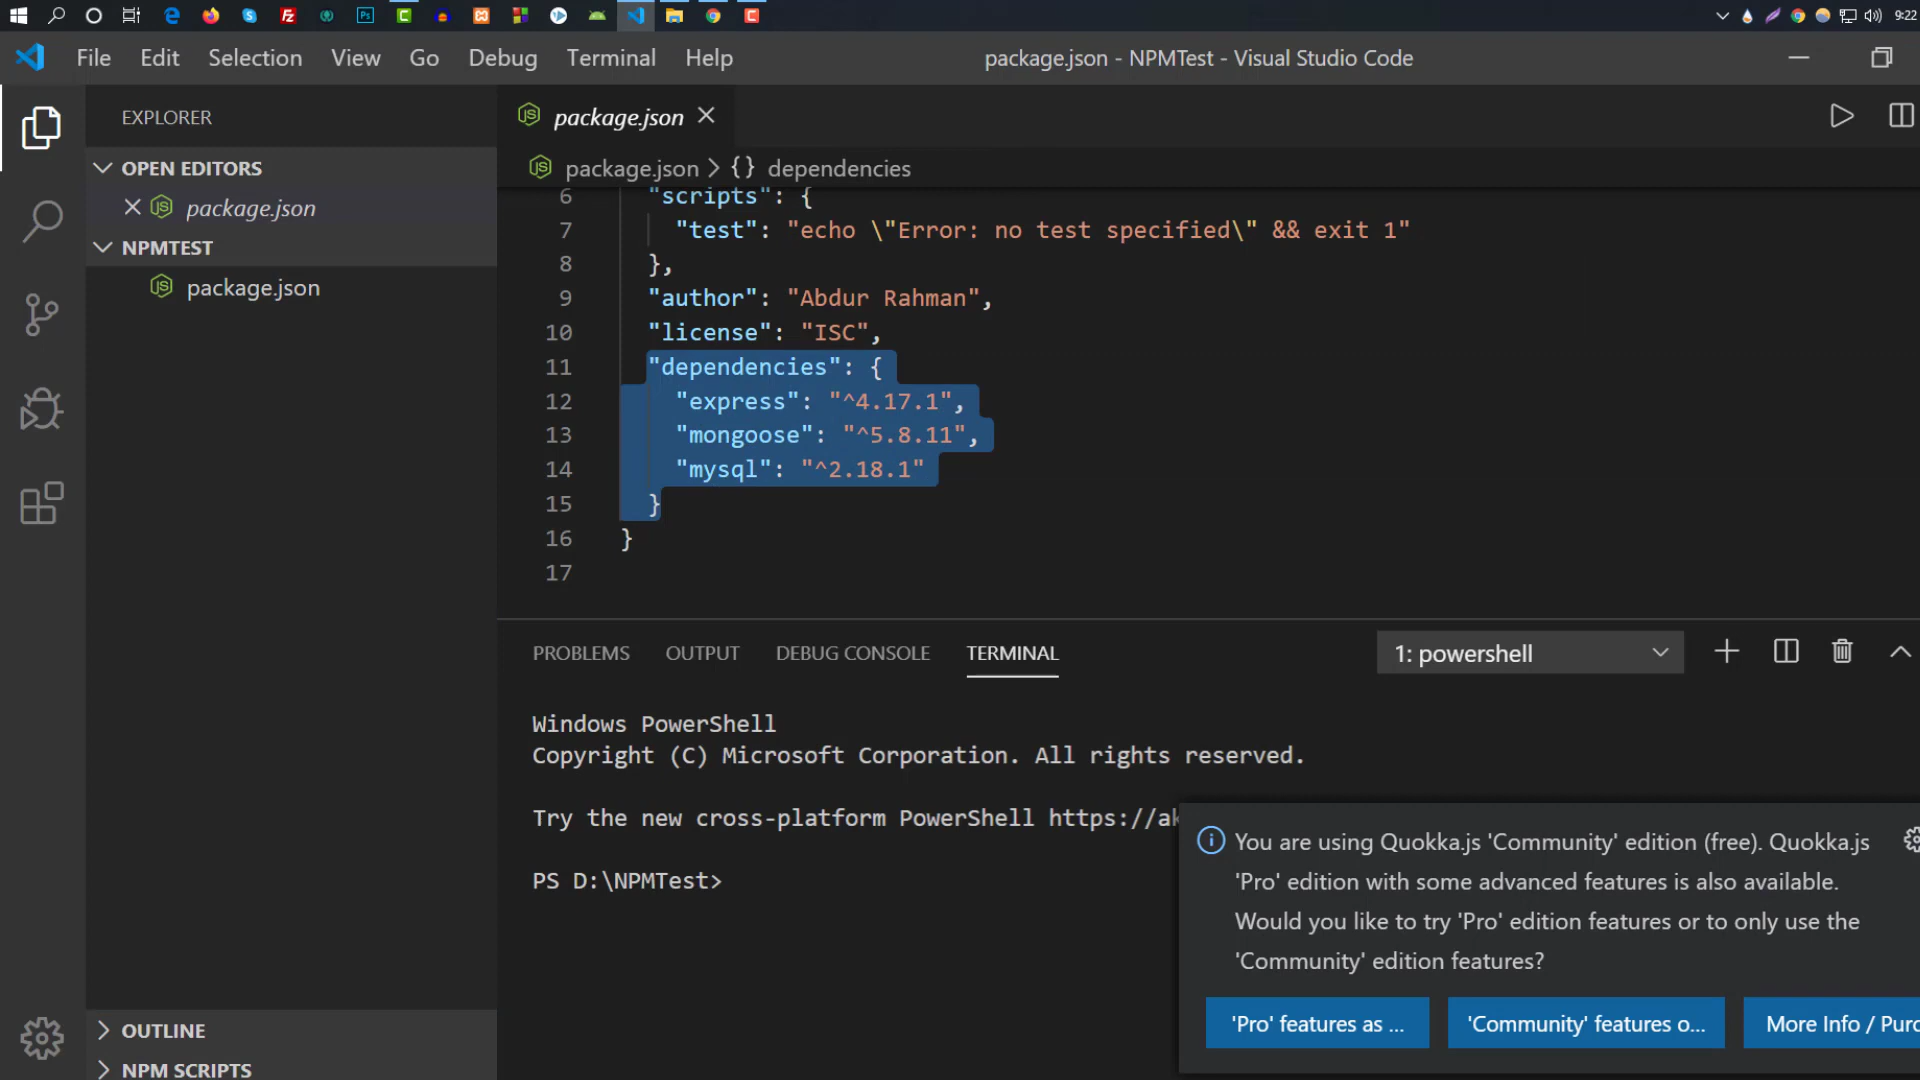 9:22
File Edit Selection View Go Debug Terminal Help
package.json - NPMTest - Visual Studio Code
EXPLORER
OPEN EDITORS
package.json
NPMTEST
package.json
OUTLINE
NPM SCRIPTS
package.json
package.json > {} dependencies
6 "scripts": {
7 "test": "echo \"Error: no test specified\" && exit 1"
8 },
9 "author": "Abdur Rahman",
10 "license": "ISC",
11 "dependencies": {
12 "express": "^4.17.1",
13 "mongoose": "^5.8.11",
14 "mysql": "^2.18.1"
15 }
16 }
17
PROBLEMS OUTPUT DEBUG CONSOLE TERMINAL 1: powershell
Windows PowerShell
Copyright (C) Microsoft Corporation. All rights reserved.
Try the new cross-platform PowerShell https://ak
PS D:\NPMTest>
You are using Quokka.js 'Community' edition (free). Quokka.js
'Pro' edition with some advanced features is also available.
Would you like to try 'Pro' edition features or to only use the
'Community' edition features?
'Pro' features as ... 'Community' features o... More Info / Purc